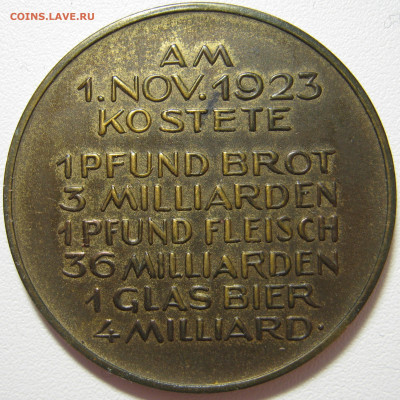 COINS.LAVE.RU
AM
1.NOV.1923
KOSTETE
1 PFUND BROT
3 MILLIARDEN
1 PFUND FLEISCH
36 MILLIARDEN
1 GLAS BIER
4 MILLIARD.